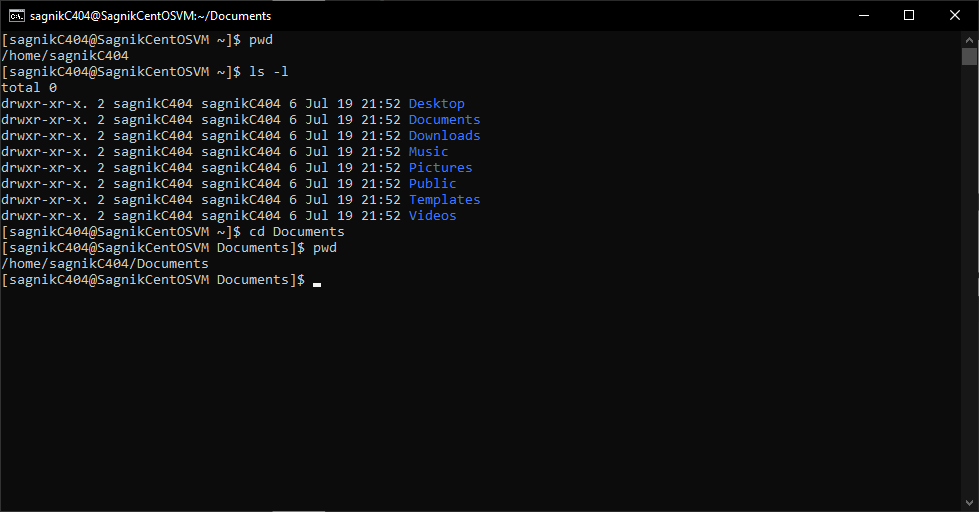 sagnikC404@SagnikCentOSVM:~/Documents
[sagnikC404@SagnikCentOSVM ~]$ pwd
/home/sagnikC404
[sagnikC404@SagnikCentOSVM ~]$ ls -l
total 0
drwxr-xr-x. 2 sagnikC404 sagnikC404 6 Jul 19 21:52 Desktop
drwxr-xr-x. 2 sagnikC404 sagnikC404 6 Jul 19 21:52 Documents
drwxr-xr-x. 2 sagnikC404 sagnikC404 6 Jul 19 21:52 Downloads
drwxr-xr-x. 2 sagnikC404 sagnikC404 6 Jul 19 21:52 Music
drwxr-xr-x. 2 sagnikC404 sagnikC404 6 Jul 19 21:52 Pictures
drwxr-xr-x. 2 sagnikC404 sagnikC404 6 Jul 19 21:52 Public
drwxr-xr-x. 2 sagnikC404 sagnikC404 6 Jul 19 21:52 Templates
drwxr-xr-x. 2 sagnikC404 sagnikC404 6 Jul 19 21:52 Videos
[sagnikC404@SagnikCentOSVM ~]$ cd Documents
[sagnikC404@SagnikCentOSVM Documents]$ pwd
/home/sagnikC404/Documents
[sagnikC404@SagnikCentOSVM Documents]$